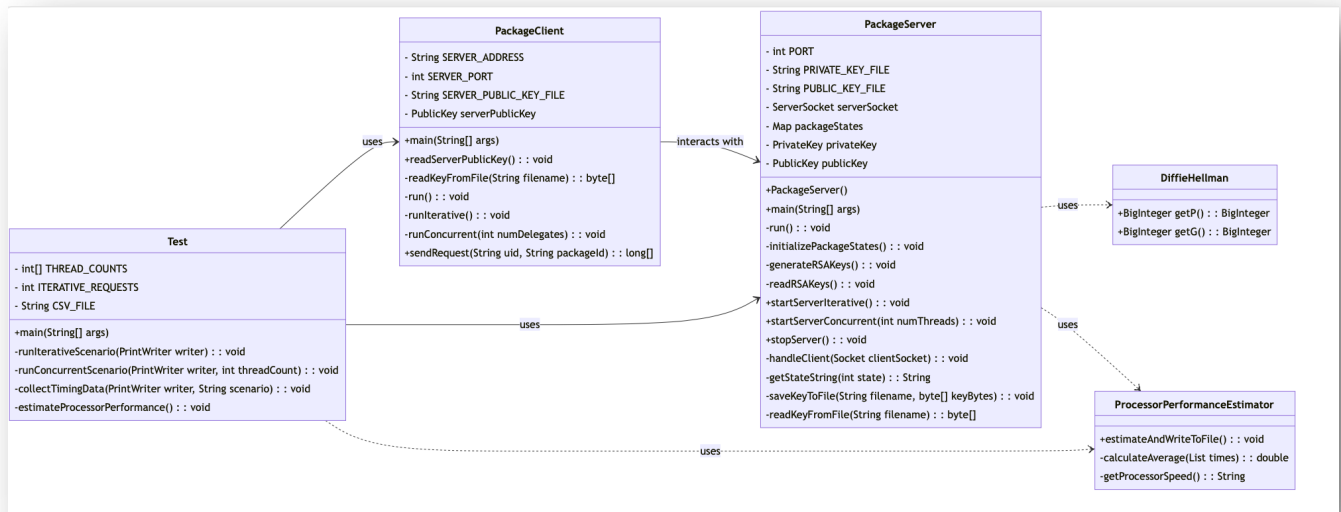 PackageClient
- String SERVER_ADDRESS
- int SERVER_PORT
- String SERVER_PUBLIC_KEY_FILE
- PublicKey serverPublicKey
+main(String[] args)
+readServerPublicKey() : : void
-readKeyFromFile(String filename) : : byte[]
-run() : : void
-runIterative() : : void
-runConcurrent(int numDelegates) : : void
+sendRequest(String uid, String packageId) : : long[]
PackageServer
- int PORT
- String PRIVATE_KEY_FILE
- String PUBLIC_KEY_FILE
- ServerSocket serverSocket
- Map packageStates
- PrivateKey privateKey
- PublicKey publicKey
+PackageServer()
+main(String[] args)
-run() : : void
-initializePackageStates() : : void
-generateRSAKeys() : : void
-readRSAKeys() : : void
+startServerIterative() : : void
+startServerConcurrent(int numThreads) : : void
+stopServer() : : void
-handleClient(Socket clientSocket) : : void
-getStateString(int state) : : String
-saveKeyToFile(String filename, byte[] keyBytes) : : void
-readKeyFromFile(String filename) : : byte[]
uses
interacts with
DiffieHellman
+BigInteger getP() : : BigInteger
+BigInteger getG() : : BigInteger
uses
Test
- int[] THREAD_COUNTS
- int ITERATIVE_REQUESTS
- String CSV_FILE
+main(String[] args)
-runIterativeScenario(PrintWriter writer) : : void
-runConcurrentScenario(PrintWriter writer, int threadCount) : : void
-collectTimingData(PrintWriter writer, String scenario) : : void
-estimateProcessorPerformance() : : void
uses
uses
ProcessorPerformanceEstimator
+estimateAndWriteToFile() : : void
-calculateAverage(List times) : : double
-getProcessorSpeed() : : String
uses